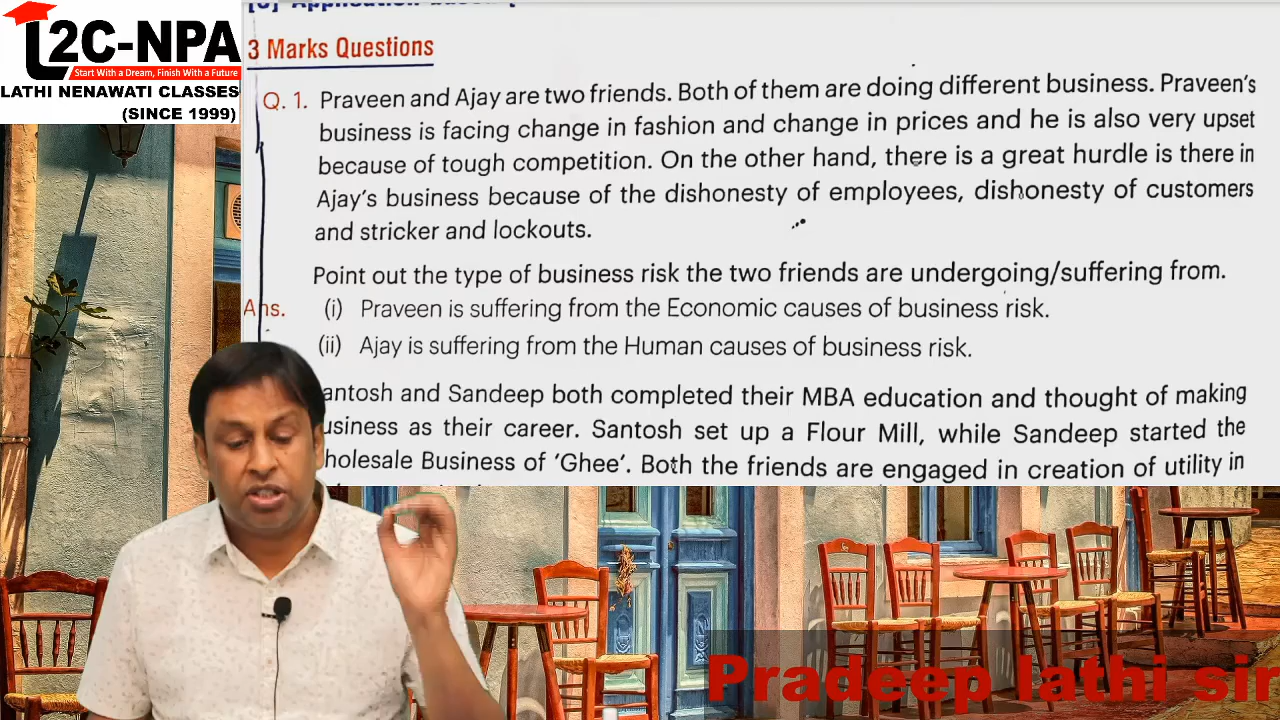 L2C-NPA
Start With a Dream, Finish With a Future
LATHI NENAWATI CLASSES
(SINCE 1999)
3 Marks Questions
Q. 1. Praveen and Ajay are two friends. Both of them are doing different business. Praveen's
business is facing change in fashion and change in prices and he is also very upset
because of tough competition. On the other hand, there is a great hurdle is there in
Ajay's business because of the dishonesty of employees, dishonesty of customers
and stricker and lockouts.
Point out the type of business risk the two friends are undergoing/suffering from.
Ans. (i) Praveen is suffering from the Economic causes of business risk.
(ii) Ajay is suffering from the Human causes of business risk.
antosh and Sandeep both completed their MBA education and thought of making
usiness as their career. Santosh set up a Flour Mill, while Sandeep started the
holesale Business of 'Ghee'. Both the friends are engaged in creation of utility in
Pradeep lathi sir